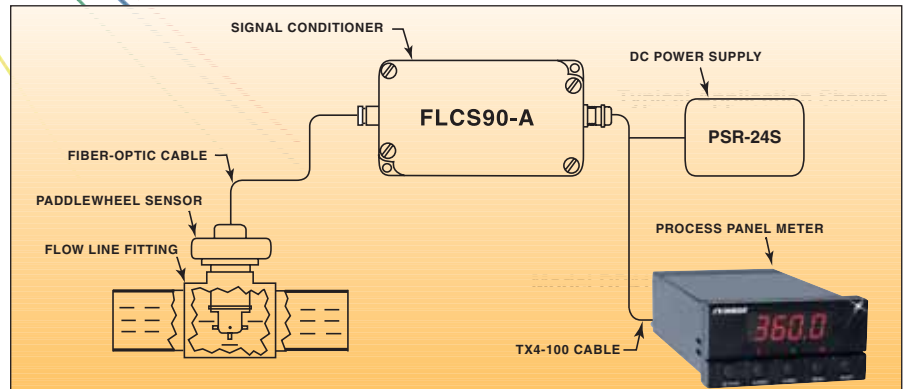 SIGNAL CONDITIONER
DC POWER SUPPLY
FLCS90-A
PSR-24S
FIBER-OPTIC CABLE
PADDLEWHEEL SENSOR
PROCESS PANEL METER
FLOW LINE FITTING
360.0
TX4-100 CABLE